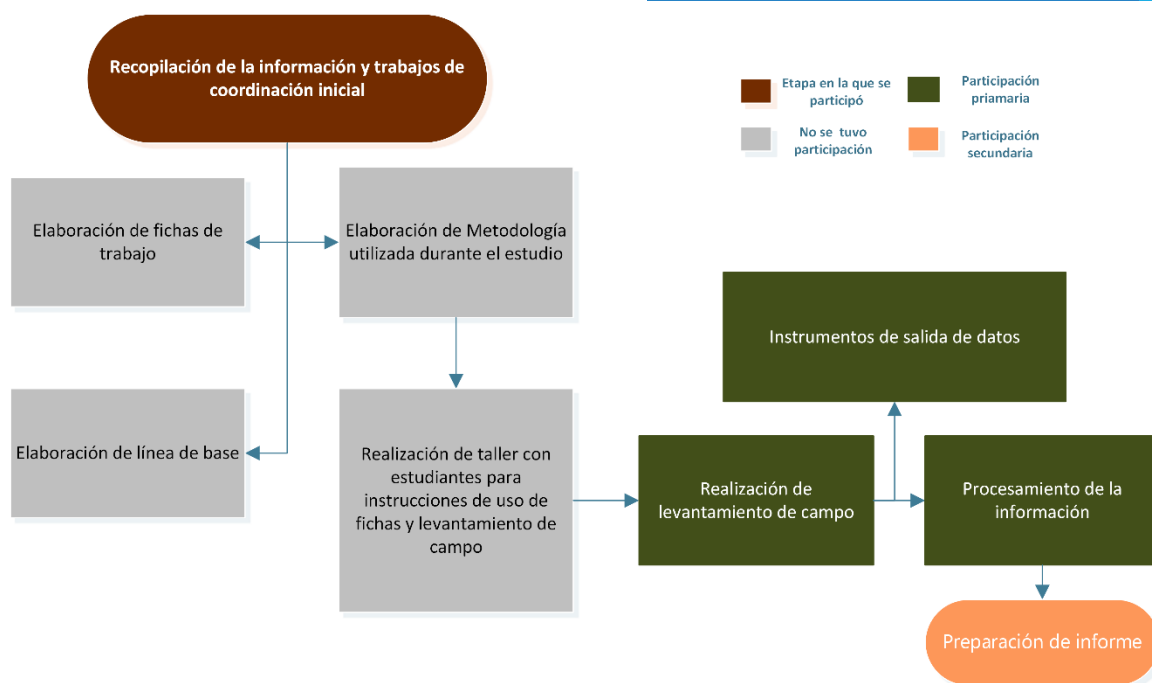 Recopilación de la información y trabajos de
coordinación inicial
Etapa en la que se
participó
Participación
priamaria
No se tuvo
participación
Participación
secundaria
Elaboración de fichas de
trabajo
Elaboración de Metodología
utilizada durante el estudio
Instrumentos de salida de datos
Elaboración de línea de base
Realización de taller con
estudiantes para
instrucciones de uso de
fichas y levantamiento de
campo
Realización de
levantamiento de campo
Procesamiento de la
información
Preparación de informe